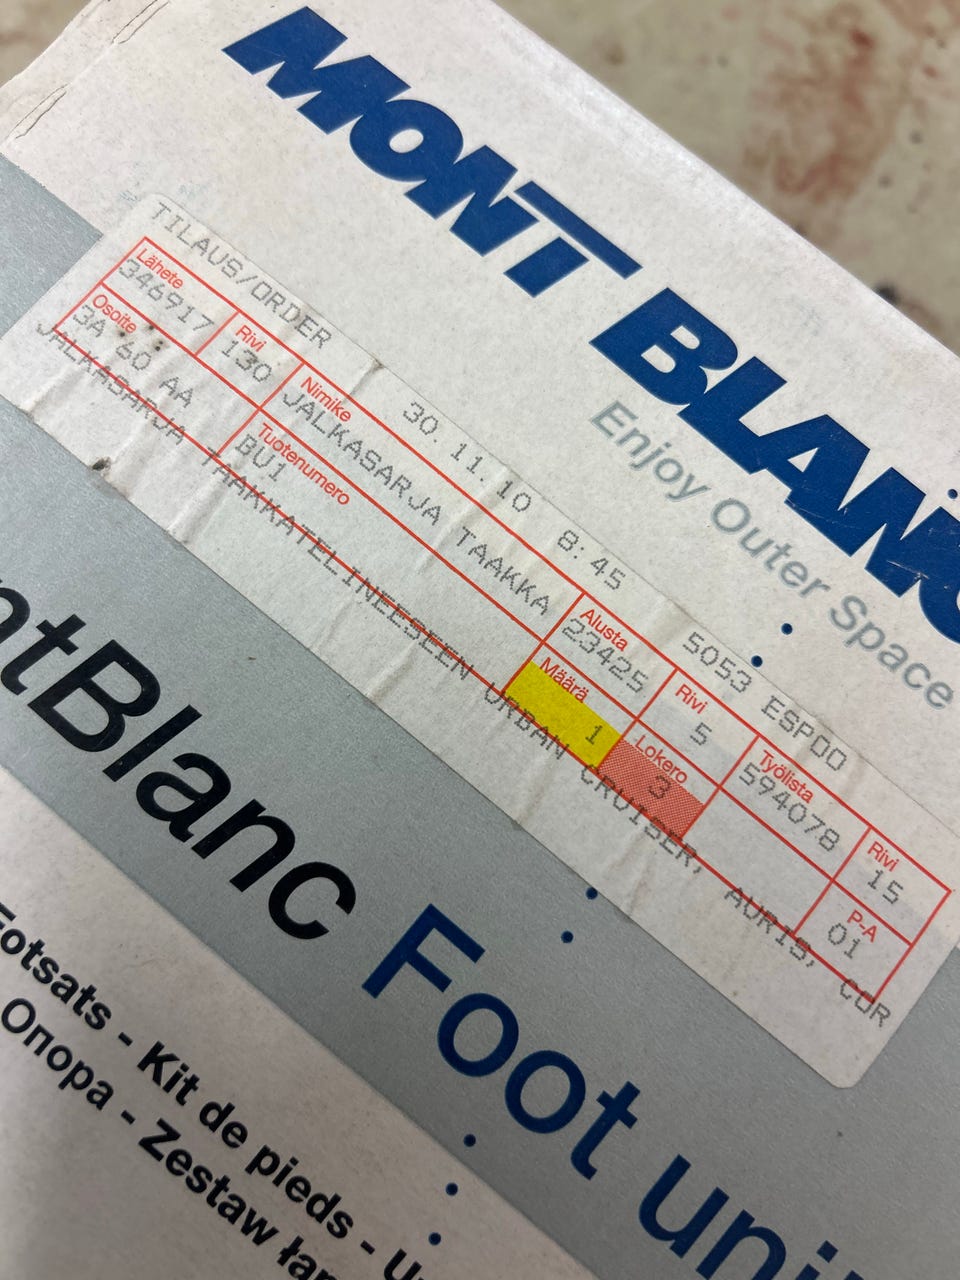 MONT BLANC
Enjoy Outer Space
TILAUS/ORDER 30.11.10 8:45 5053 ESPOO
Lähete Rivi Nimike Alusta Rivi Työlista Rivi
346917 130 JALKASARJA TAAKKA 23425 5 594078 15
Osoite Tuotenumero Määrä Lokero P-A
3A 60 AA BU1 1 3 01
JALKASARJA TAAKKATELINEESEEN URBAN CRUISER, AURIS, COR
ntBlanc Foot uni
Fotsats - Kit de pieds - U
Опора - Zestaw łap